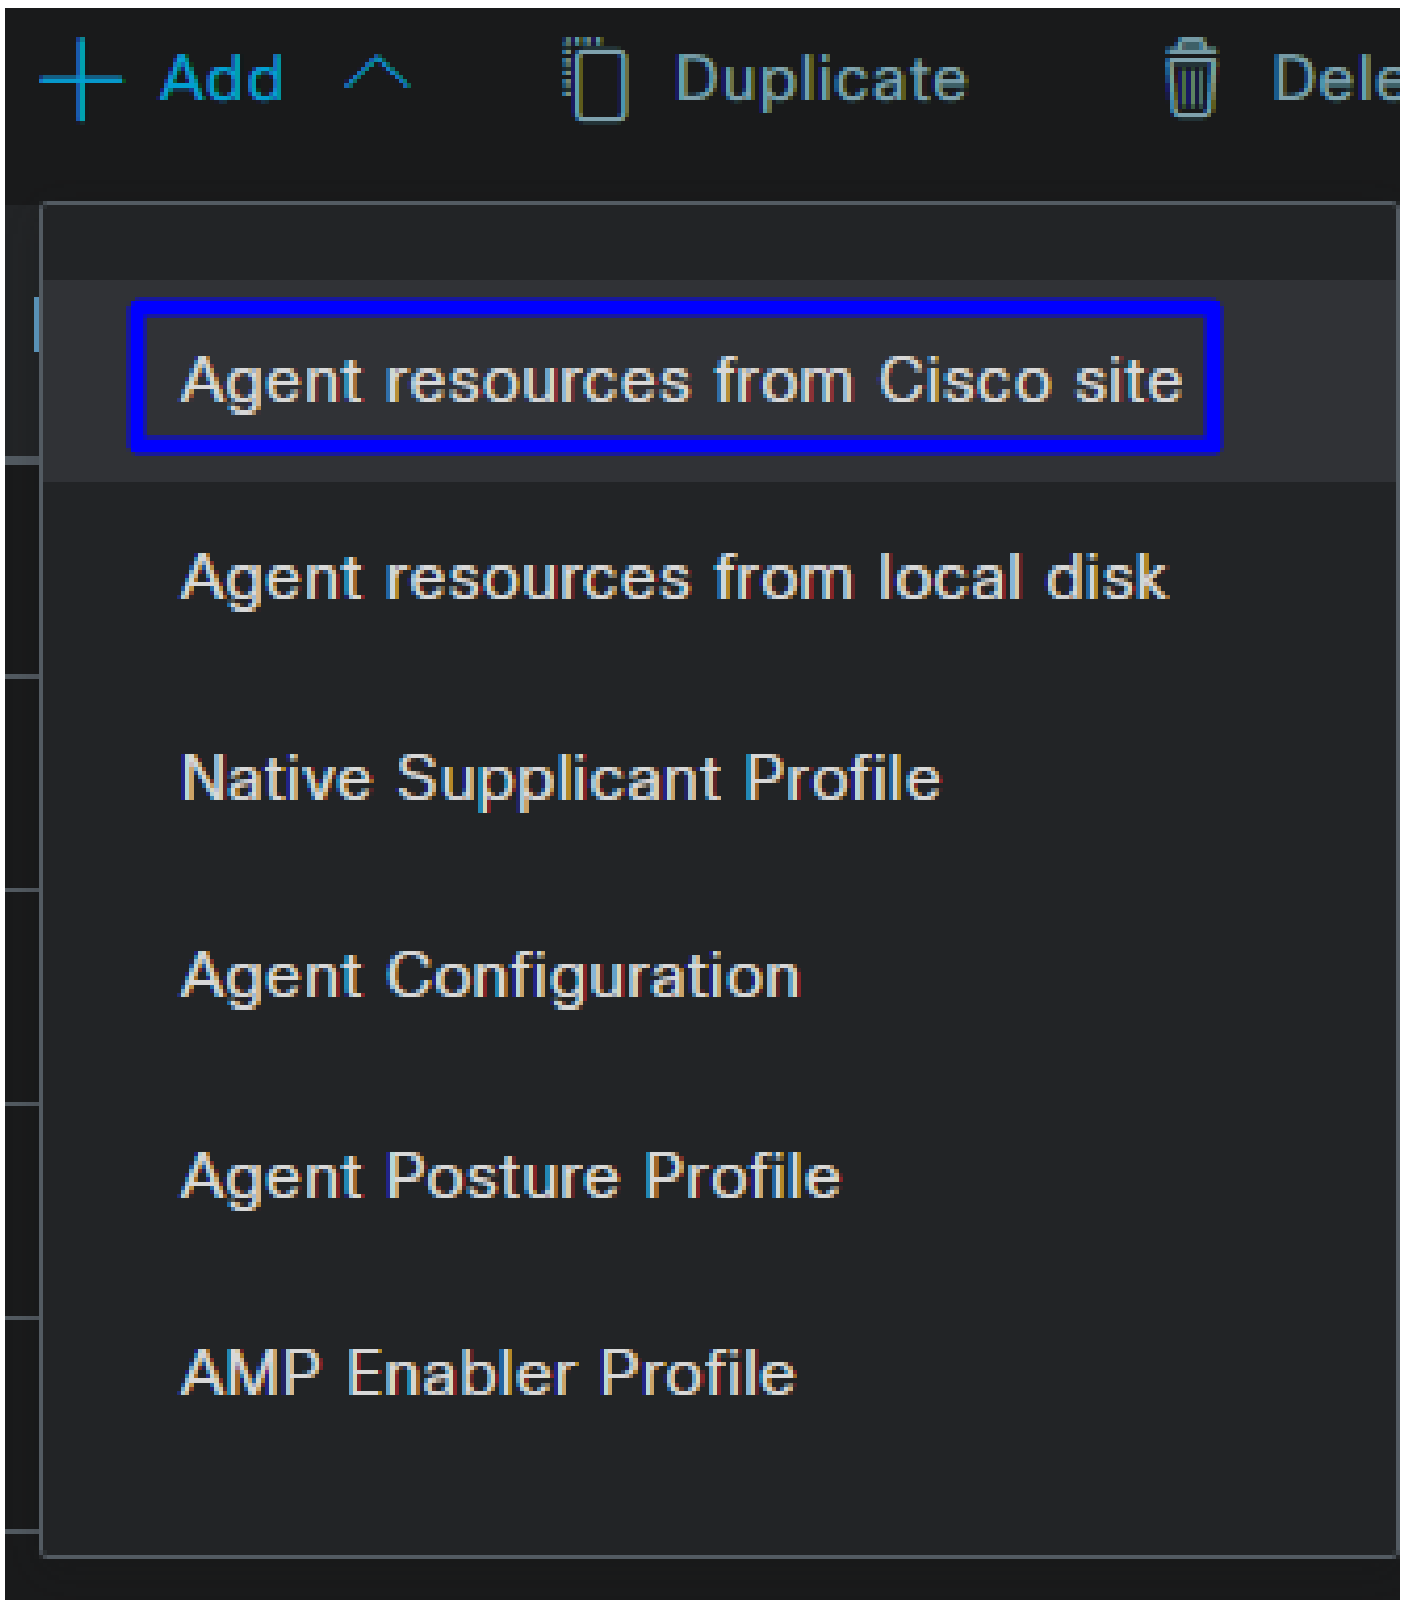 Add Duplicate
Agent resources from Cisco site
Agent resources from local disk
Native Supplicant Profile
Agent Configuration
Agent Posture Profile
AMP Enabler Profile